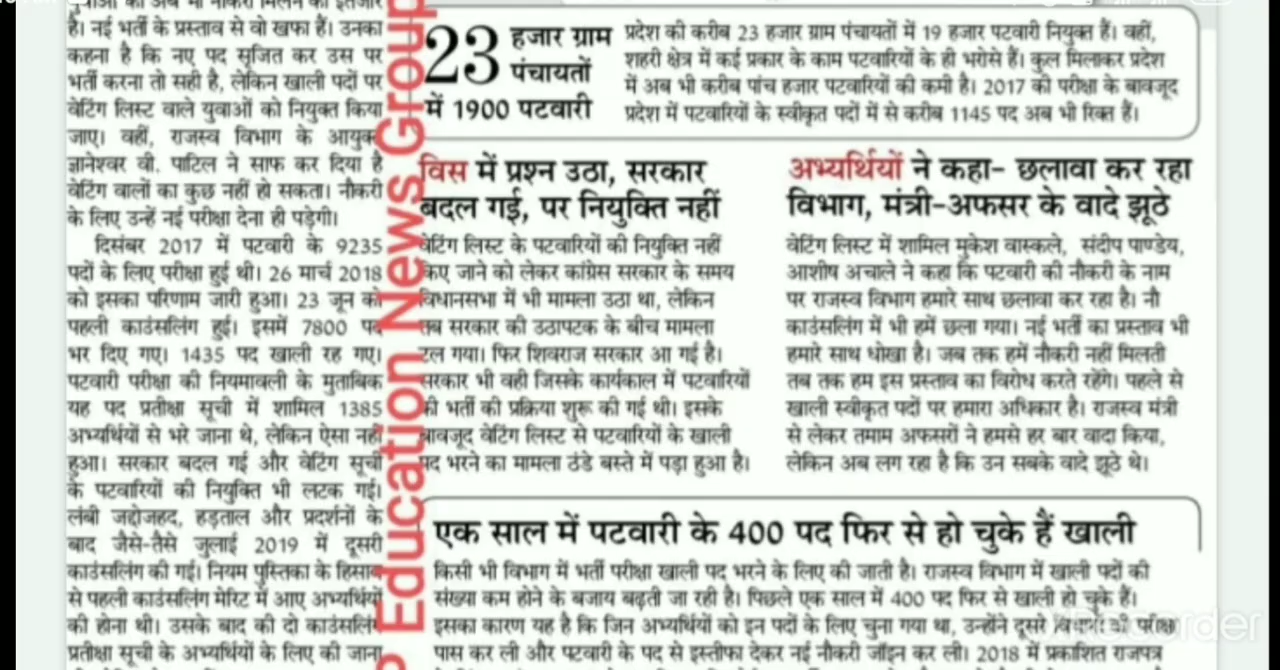 है। नई भर्ती के प्रस्ताव से वो खफा हैं। उनका
कहना है कि नए पद सृजित कर उस पर
भर्ती करना तो सही है, लेकिन खाली पदों पर
वेटिंग लिस्ट वाले युवाओं को नियुक्त किया
जाए। वहीं, राजस्व विभाग के आयुक्त
ज्ञानेश्वर वी. पाटिल ने साफ कर दिया है
वेटिंग वालों का कुछ नहीं हो सकता। नौकरी
के लिए उन्हें नई परीक्षा देना ही पड़ेगी।
दिसंबर 2017 में पटवारी के 9235
पदों के लिए परीक्षा हुई थी। 26 मार्च 2018
को इसका परिणाम जारी हुआ। 23 जून को
पहली काउंसलिंग हुई। इसमें 7800 पद
भर दिए गए। 1435 पद खाली रह गए।
पटवारी परीक्षा की नियमावली के मुताबिक
यह पद प्रतीक्षा सूची में शामिल 1385
अभ्यर्थियों से भरे जाना थे, लेकिन ऐसा नहीं
हुआ। सरकार बदल गई और वेटिंग सूची
के पटवारियों की नियुक्ति भी लटक गई।
लंबी जद्दोजहद, हड़ताल और प्रदर्शनों के
बाद जैसे-तैसे जुलाई 2019 में दूसरी
काउंसलिंग की गई। नियम पुस्तिका के हिसाब
से पहली काउंसलिंग मेरिट में आए अभ्यर्थियों
की होना थी। उसके बाद की दो काउंसलिंग
प्रतीक्षा सूची के अभ्यर्थियों के लिए की जाना
Education News Group
23 हजार ग्राम
पंचायतों
में 1900 पटवारी
प्रदेश की करीब 23 हजार ग्राम पंचायतों में 19 हजार पटवारी नियुक्त हैं। वहीं,
शहरी क्षेत्र में कई प्रकार के काम पटवारियों के ही भरोसे हैं। कुल मिलाकर प्रदेश
में अब भी करीब पांच हजार पटवारियों की कमी है। 2017 की परीक्षा के बावजूद
प्रदेश में पटवारियों के स्वीकृत पदों में से करीब 1145 पद अब भी रिक्त हैं।
विस में प्रश्न उठा, सरकार
बदल गई, पर नियुक्ति नहीं
वेटिंग लिस्ट के पटवारियों की नियुक्ति नहीं
किए जाने को लेकर कांग्रेस सरकार के समय
विधानसभा में भी मामला उठा था, लेकिन
तब सरकार की उठापटक के बीच मामला
टल गया। फिर शिवराज सरकार आ गई है।
सरकार भी वही जिसके कार्यकाल में पटवारियों
की भर्ती की प्रक्रिया शुरू की गई थी। इसके
बावजूद वेटिंग लिस्ट से पटवारियों के खाली
पद भरने का मामला ठंडे बस्ते में पड़ा हुआ है।
अभ्यर्थियों ने कहा- छलावा कर रहा
विभाग, मंत्री-अफसर के वादे झूठे
वेटिंग लिस्ट में शामिल मुकेश वास्कले, संदीप पाण्डेय,
आशीष अचाले ने कहा कि पटवारी की नौकरी के नाम
पर राजस्व विभाग हमारे साथ छलावा कर रहा है। नौ
काउंसलिंग में भी हमें छला गया। नई भर्ती का प्रस्ताव भी
हमारे साथ धोखा है। जब तक हमें नौकरी नहीं मिलती
तब तक हम इस प्रस्ताव का विरोध करते रहेंगे। पहले से
खाली स्वीकृत पदों पर हमारा अधिकार है। राजस्व मंत्री
से लेकर तमाम अफसरों ने हमसे हर बार वादा किया,
लेकिन अब लग रहा है कि उन सबके वादे झूठे थे।
एक साल में पटवारी के 400 पद फिर से हो चुके हैं खाली
किसी भी विभाग में भर्ती परीक्षा खाली पद भरने के लिए की जाती है। राजस्व विभाग में खाली पदों की
संख्या कम होने के बजाय बढ़ती जा रही है। पिछले एक साल में 400 पद फिर से खाली हो चुके हैं।
इसका कारण यह है कि जिन अभ्यर्थियों को इन पदों के लिए चुना गया था, उन्होंने दूसरे विभागों की परीक्षा
पास कर ली और पटवारी के पद से इस्तीफा देकर नई नौकरी जॉइन कर ली। 2018 में प्रकाशित राजपत्र
Recorder